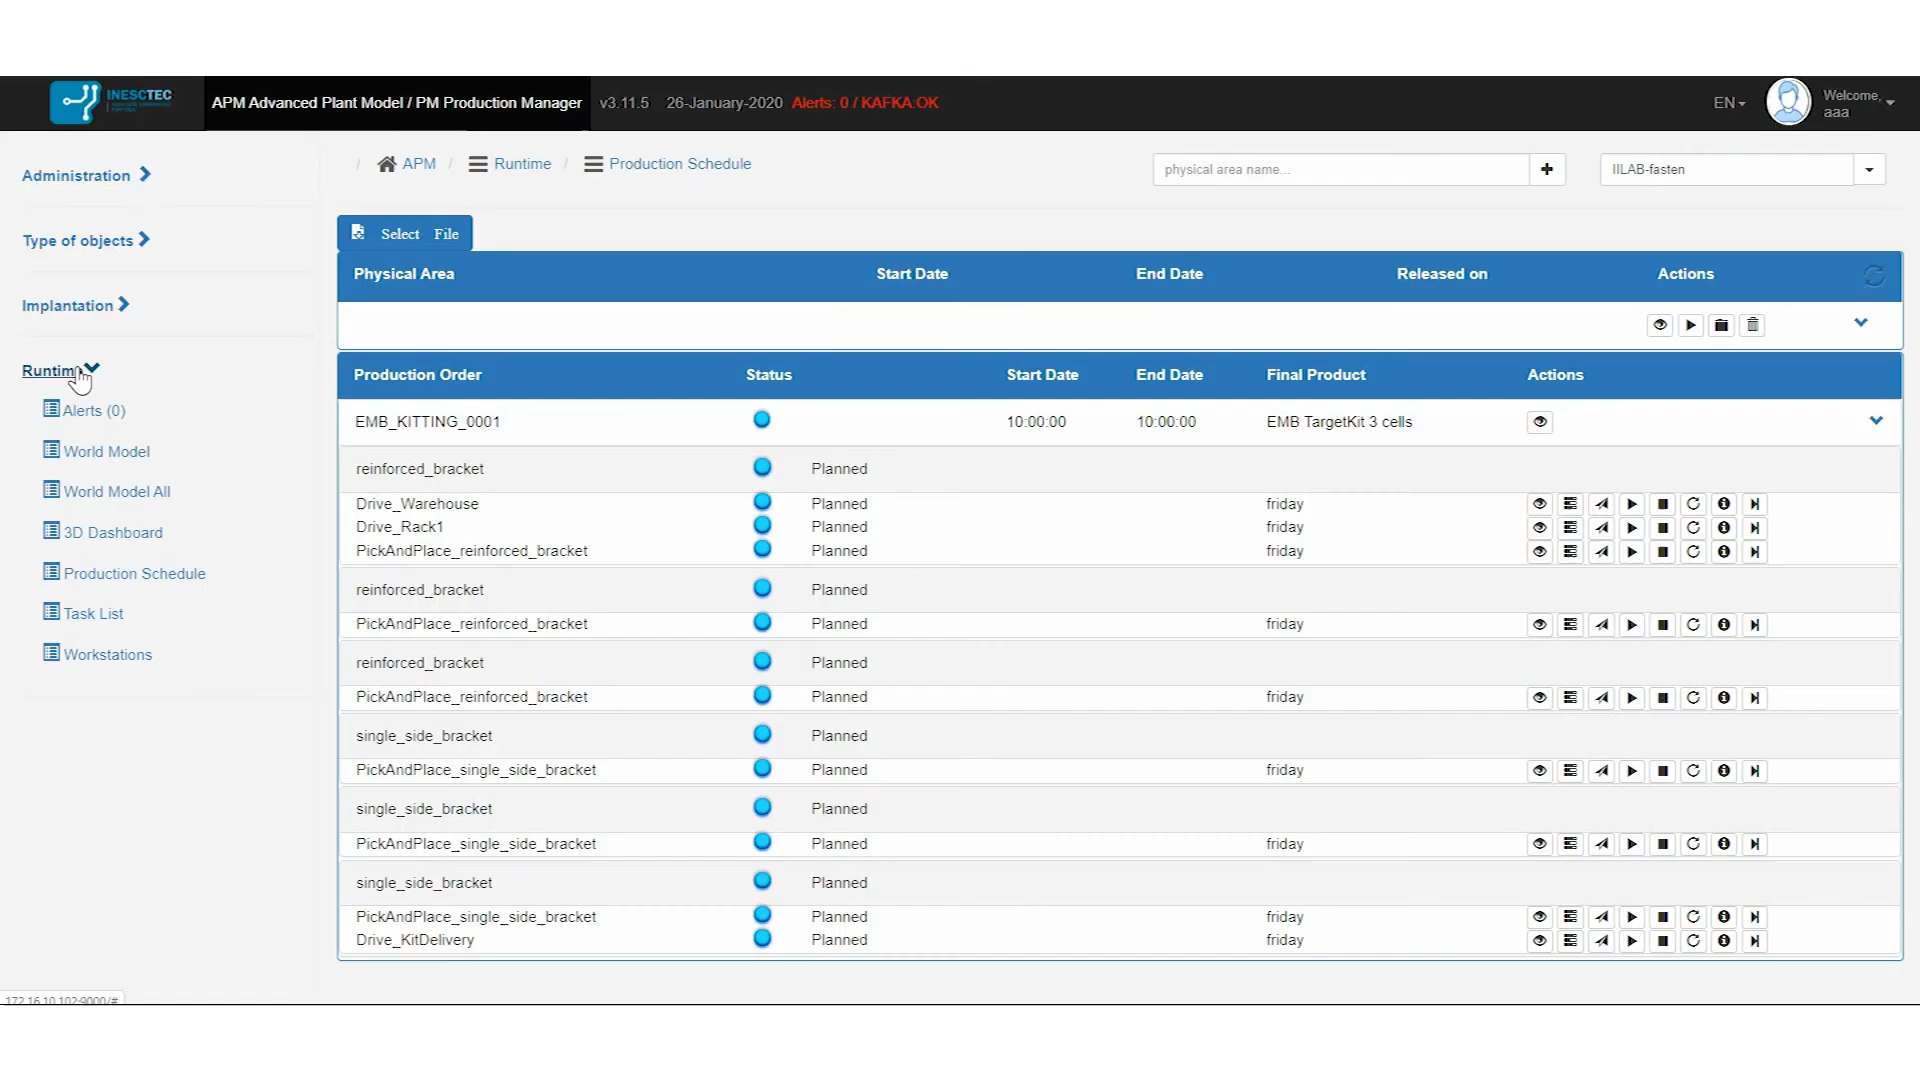 INESCTEC
APM Advanced Plant Model / PM Production Manager v3.11.5 26-January-2020 Alerts: 0 / KAFKA:OK
EN
Welcome,
aaa
Administration
Type of objects
Implantation
Runtime
Alerts (0)
World Model
World Model All
3D Dashboard
Production Schedule
Task List
Workstations
/ APM / Runtime / Production Schedule
physical area name...
IILAB-fasten
Select File
Physical Area Start Date End Date Released on Actions
Production Order Status Start Date End Date Final Product Actions
EMB_KITTING_0001 10:00:00 10:00:00 EMB TargetKit 3 cells
reinforced_bracket Planned
Drive_Warehouse Planned friday
Drive_Rack1 Planned friday
PickAndPlace_reinforced_bracket Planned friday
reinforced_bracket Planned
PickAndPlace_reinforced_bracket Planned friday
reinforced_bracket Planned
PickAndPlace_reinforced_bracket Planned friday
single_side_bracket Planned
PickAndPlace_single_side_bracket Planned friday
single_side_bracket Planned
PickAndPlace_single_side_bracket Planned friday
single_side_bracket Planned
PickAndPlace_single_side_bracket Planned friday
Drive_KitDelivery Planned friday
172.16.10.102:9000/#